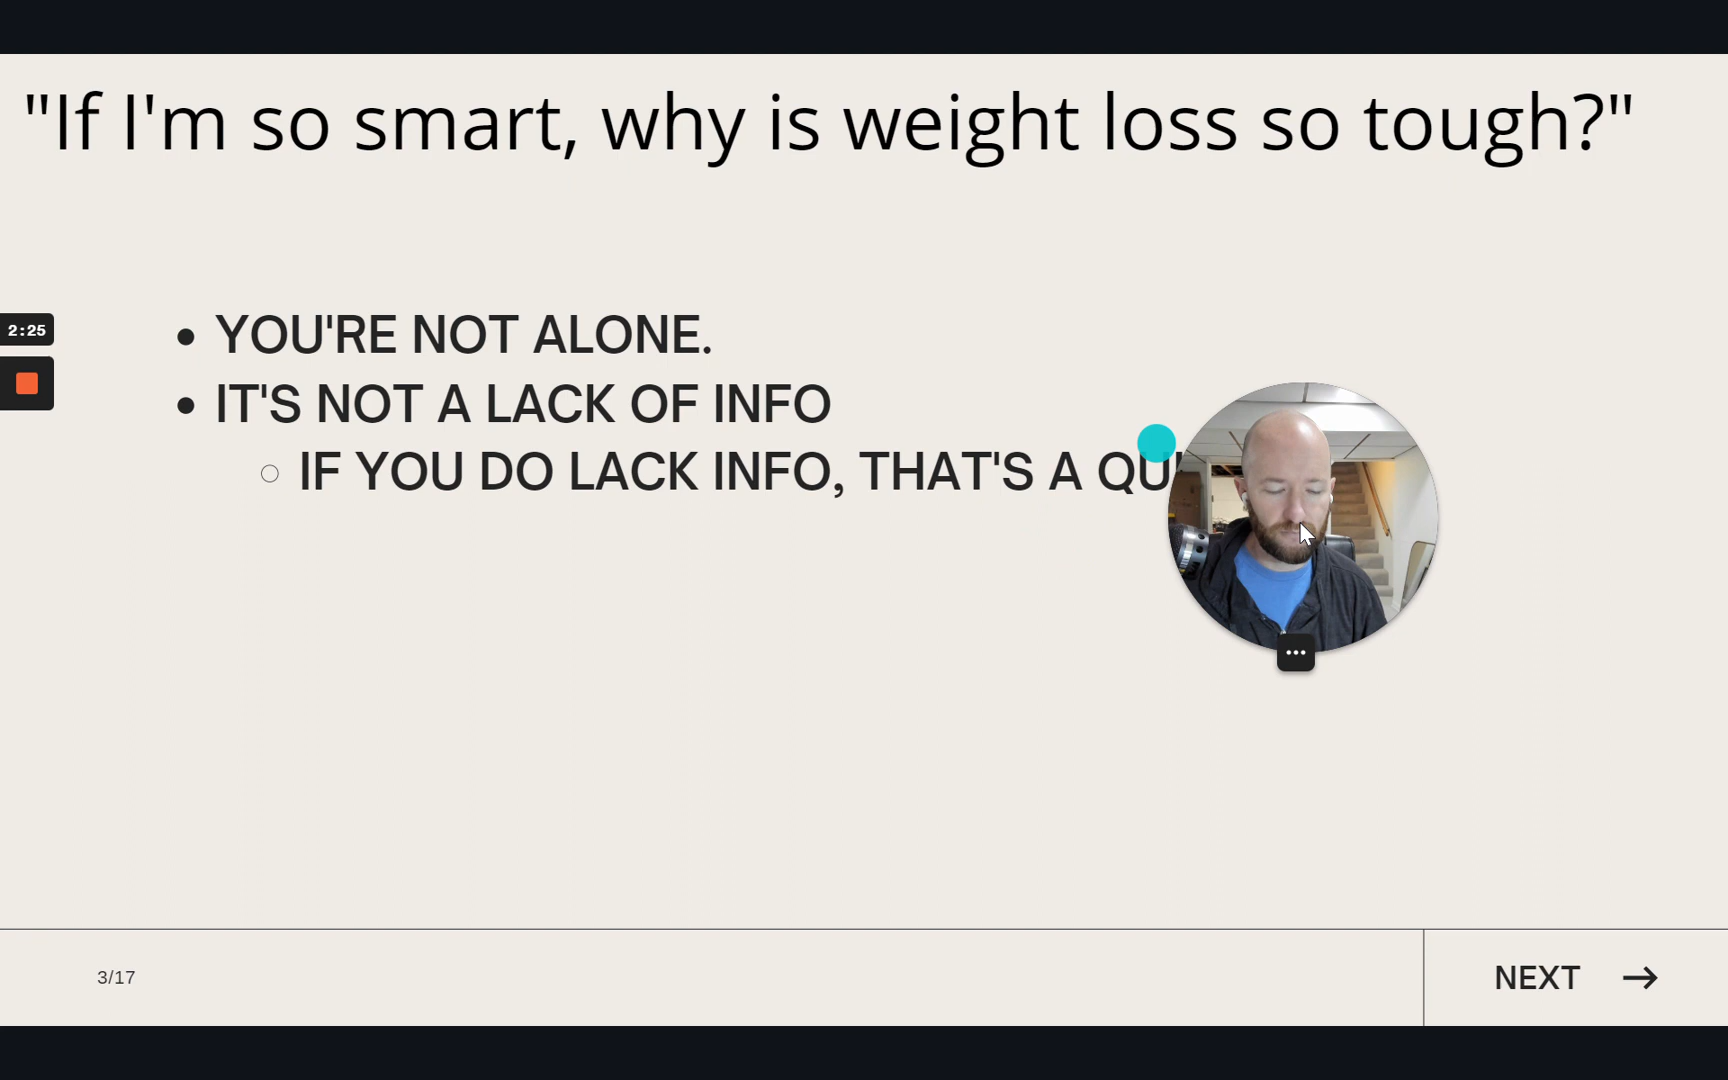 "If I'm so smart, why is weight loss so tough?"
YOU'RE NOT ALONE.
2:25
IT'S NOT A LACK OF INFO
IF YOU DO LACK INFO, THAT'S A
3/17
NEXT